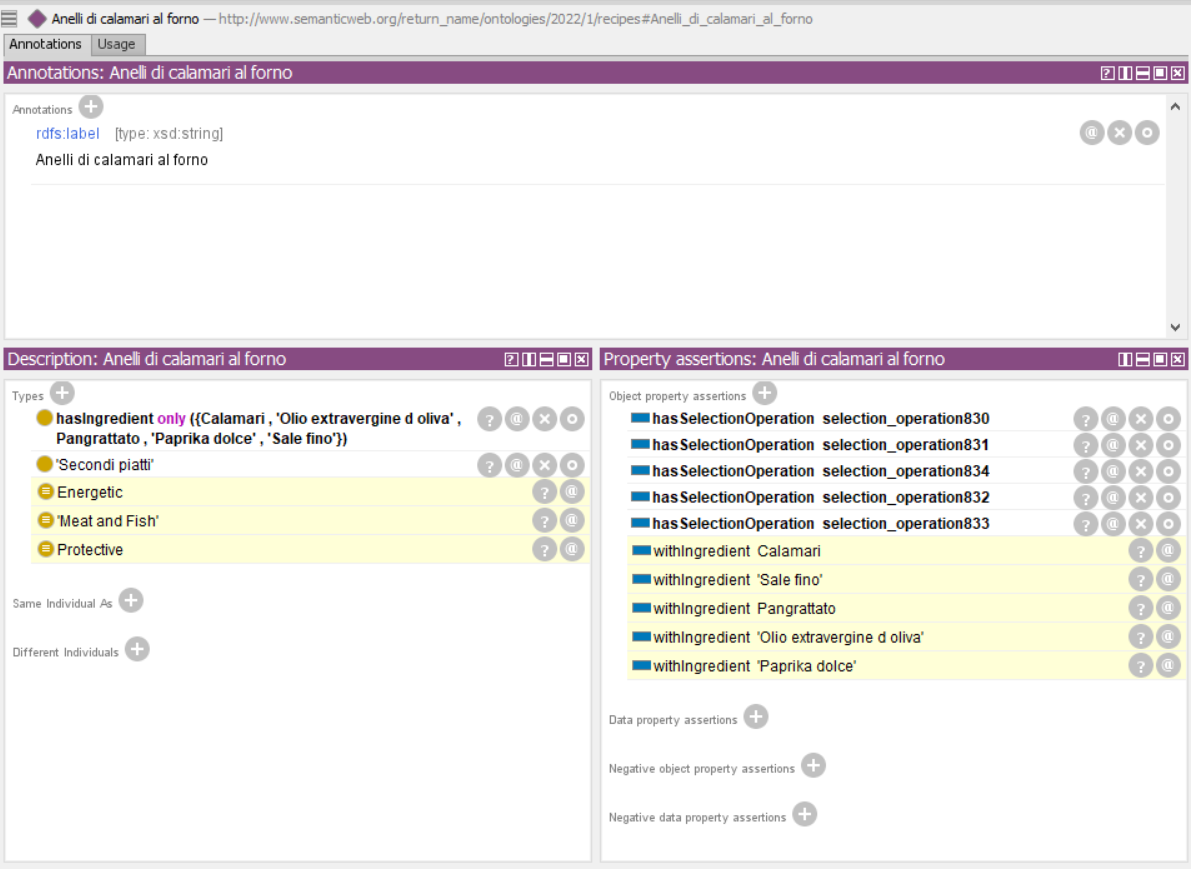 Anelli di calamari al forno — http://www.semanticweb.org/return_name/ontologies/2022/1/recipes#Anelli_di_calamari_al_forno
Annotations Usage
Annotations: Anelli di calamari al forno
Annotations
rdfs:label [type: xsd:string]
Anelli di calamari al forno
Description: Anelli di calamari al forno
Types
hasIngredient only ({Calamari , 'Olio extravergine d oliva' ,
Pangrattato , 'Paprika dolce' , 'Sale fino'})
'Secondi piatti'
Energetic
'Meat and Fish'
Protective
Same Individual As
Different Individuals
Property assertions: Anelli di calamari al forno
Object property assertions
hasSelectionOperation selection_operation830
hasSelectionOperation selection_operation831
hasSelectionOperation selection_operation834
hasSelectionOperation selection_operation832
hasSelectionOperation selection_operation833
withIngredient Calamari
withIngredient 'Sale fino'
withIngredient Pangrattato
withIngredient 'Olio extravergine d oliva'
withIngredient 'Paprika dolce'
Data property assertions
Negative object property assertions
Negative data property assertions